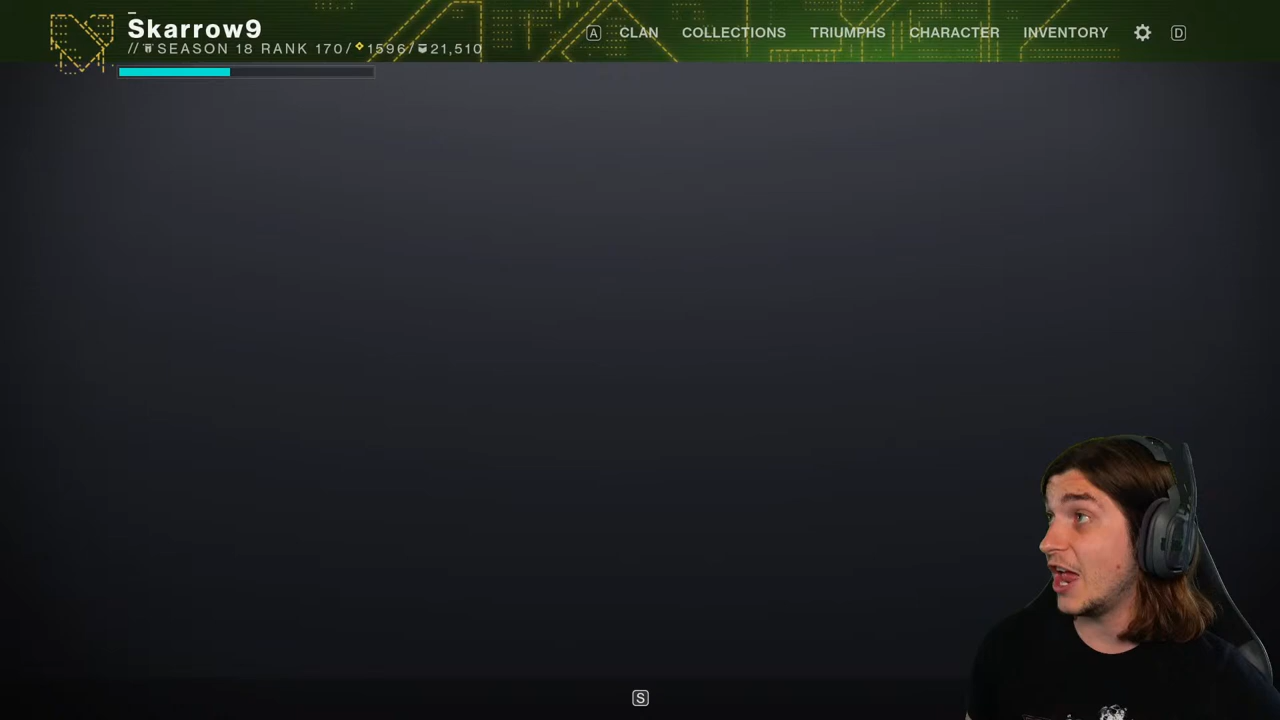 Skarrow9
// SEASON 18 RANK 170/ 1596/ 21,510
A CLAN COLLECTIONS TRIUMPHS CHARACTER INVENTORY D
S